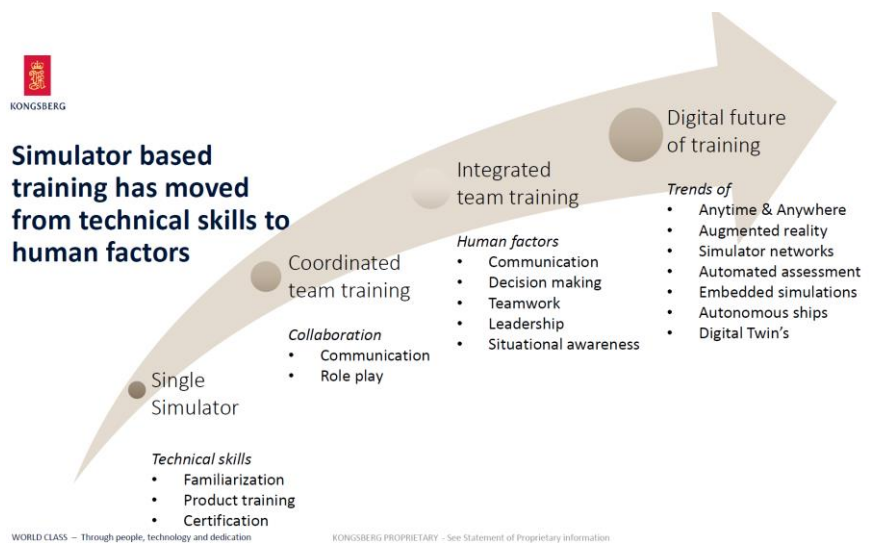 KONGSBERG
Simulator based
training has moved
from technical skills to
human factors
Single
Simulator
Technical skills
• Familiarization
• Product training
• Certification
Coordinated
team training
Collaboration
• Communication
• Role play
Integrated
team training
Human factors
• Communication
• Decision making
• Teamwork
• Leadership
• Situational awareness
Digital future
of training
Trends of
• Anytime & Anywhere
• Augmented reality
• Simulator networks
• Automated assessment
• Embedded simulations
• Autonomous ships
• Digital Twin's
WORLD CLASS – Through people, technology and dedication
KONGSBERG PROPRIETARY - See Statement of Proprietary information